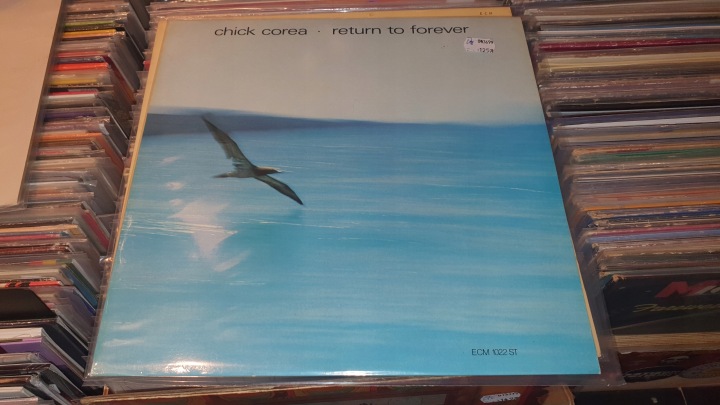 chick corea · return to forever
ECM 1022 ST